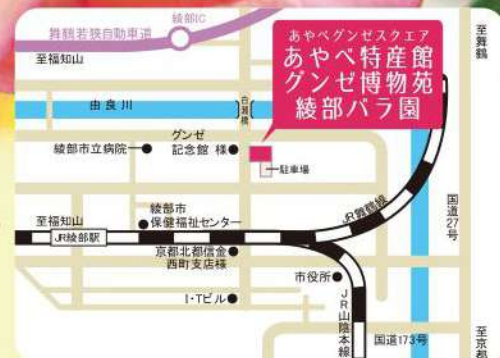 綾部IC
舞鶴若狭自動車道
至福知山
至舞鶴
あやベグンゼスクエア
あやべ特産館
グンゼ博物苑
綾部バラ園
由良川
白瀬橋
グンゼ
記念館 様
綾部市立病院
駐車場
至福知山
綾部市
保健福祉センター
JR舞鶴線
国道27号
JR綾部駅
京都北都信金
西町支店様
市役所
I・Tビル
JR山陰本線
国道173号
至京都